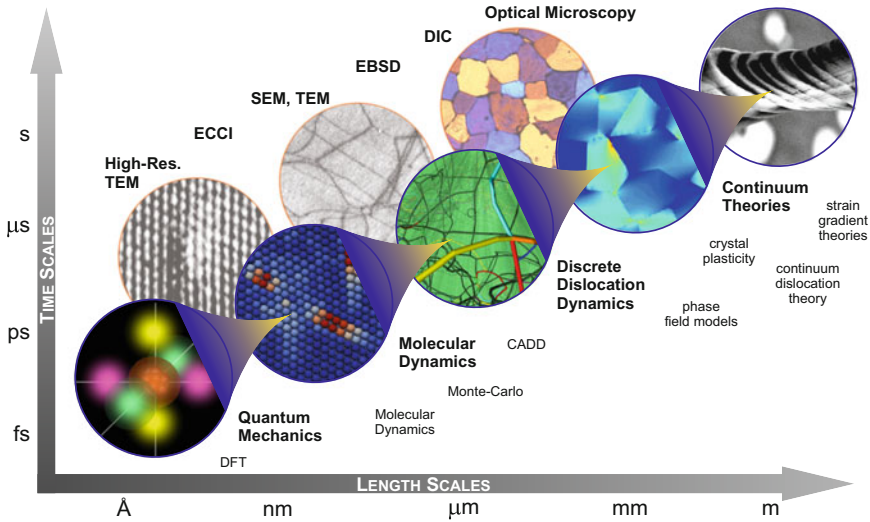 Optical Microscopy
DIC
EBSD
SEM, TEM
ECCI
High-Res.
TEM
TIME SCALES
s
μs
ps
fs
Continuum
Theories
strain
gradient
theories
crystal
plasticity
continuum
dislocation
theory
phase
field models
Discrete
Dislocation
Dynamics
CADD
Molecular
Dynamics
Monte-Carlo
Molecular
Dynamics
Quantum
Mechanics
DFT
LENGTH SCALES
Å
nm
μm
mm
m